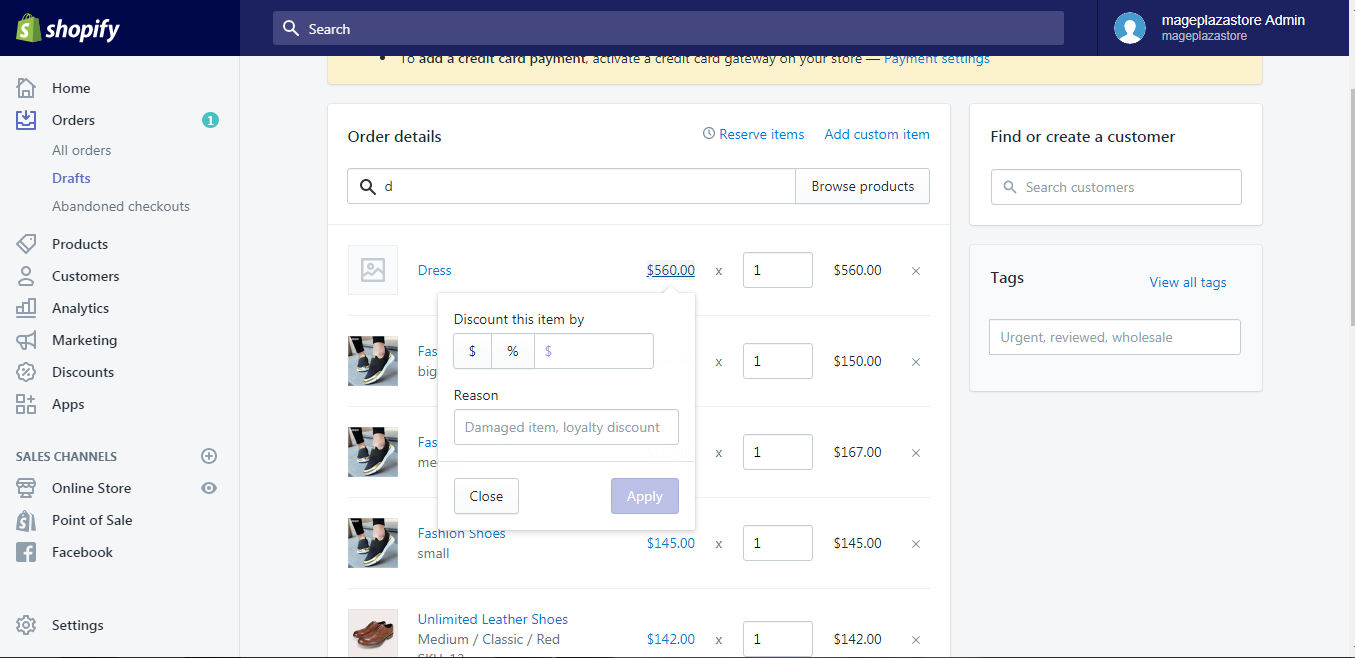 shopify
Search
mageplazastore Admin
mageplazastore
Home
Orders
1
All orders
Drafts
Abandoned checkouts
Products
Customers
Analytics
Marketing
Discounts
Apps
SALES CHANNELS
Online Store
Point of Sale
Facebook
Settings
• To add a credit card payment, activate a credit card gateway on your store — Payment settings
Order details
Reserve items
Add custom item
d
Browse products
Dress
$560.00 x 1 $560.00 ×
Discount this item by
$ % $
Reason
Damaged item, loyalty discount
Close
Apply
Fas
big
x 1 $150.00 ×
Fas
me
x 1 $167.00 ×
Fashion Shoes
small
$145.00 x 1 $145.00 ×
Unlimited Leather Shoes
Medium / Classic / Red
$142.00 x 1 $142.00 ×
SKU: 12
Find or create a customer
Search customers
Tags
View all tags
Urgent, reviewed, wholesale